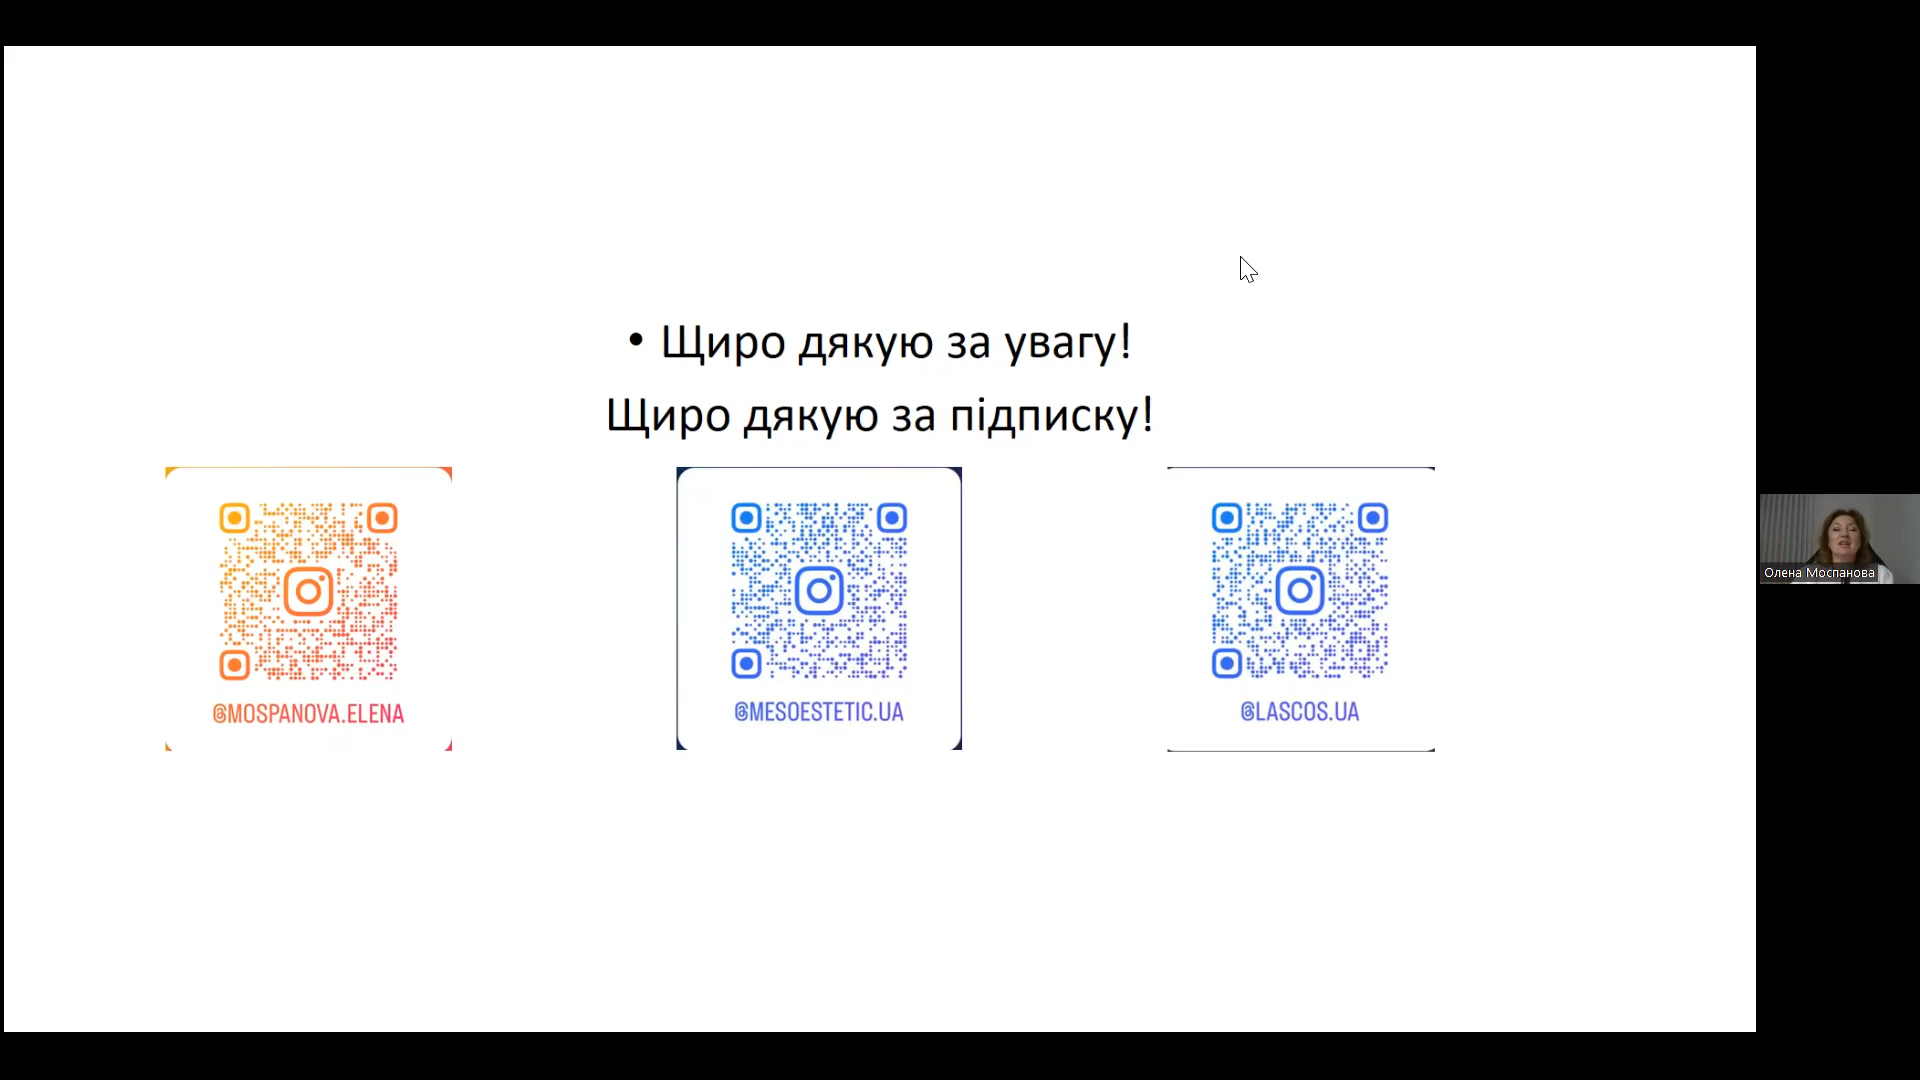 • Щиро дякую за увагу!
Щиро дякую за підписку!
@MOSPANOVA.ELENA
@MESOESTETIC.UA
@LASCOS.UA
Олена Моспанова